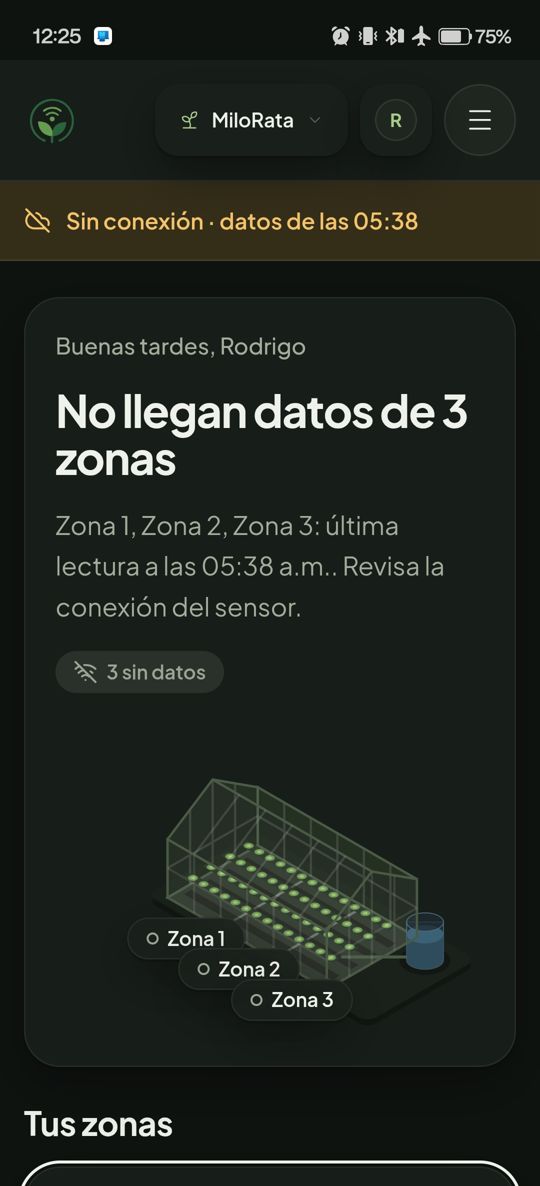 12:25
75%
MiloRata
R
Sin conexión · datos de las 05:38
Buenas tardes, Rodrigo
No llegan datos de 3
zonas
Zona 1, Zona 2, Zona 3: última
lectura a las 05:38 a.m.. Revisa la
conexión del sensor.
3 sin datos
Zona 1
Zona 2
Zona 3
Tus zonas